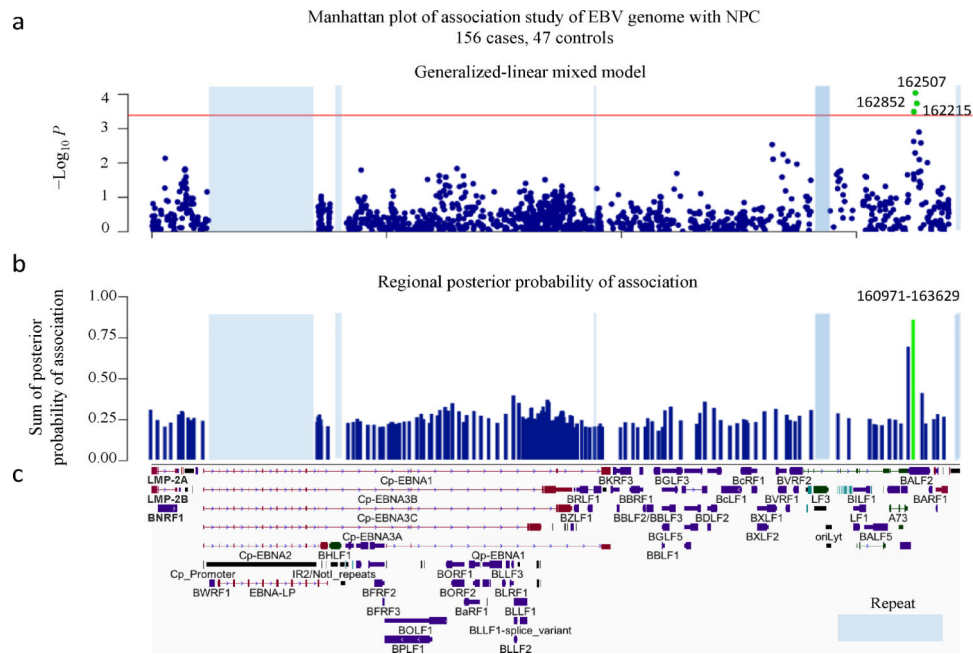 a
Manhattan plot of association study of EBV genome with NPC
156 cases, 47 controls
Generalized-linear mixed model
−Log10 P
4
3
2
1
0
162507
162852
162215
b
Regional posterior probability of association
160971-163629
Sum of posterior
probability of association
1.00
0.75
0.50
0.25
0.00
c
LMP-2A Cp-EBNA1 BKRF3 BGLF3 BcRF1 BVRF2 BALF2
LMP-2B Cp-EBNA3B BRLF1 BBRF1 BcLF1 BVRF1 LF3 BILF1 BARF1
BNRF1 Cp-EBNA3C BZLF1 BBLF2/BBLF3 BDLF2 BXLF1 LF1 A73
Cp-EBNA3A BGLF5 BXLF2 oriLyt BALF5
BBLF1
Cp-EBNA2 BHLF1 Qp-EBNA1
Cp_Promoter IR2/NotI_repeats BORF1 BLLF3
BWRF1 EBNA-LP BFRF2 BORF2 BLRF1
BFRF3 BaRF1 BLLF1
BOLF1 BLLF1-splice_variant
BPLF1 BLLF2
Repeat